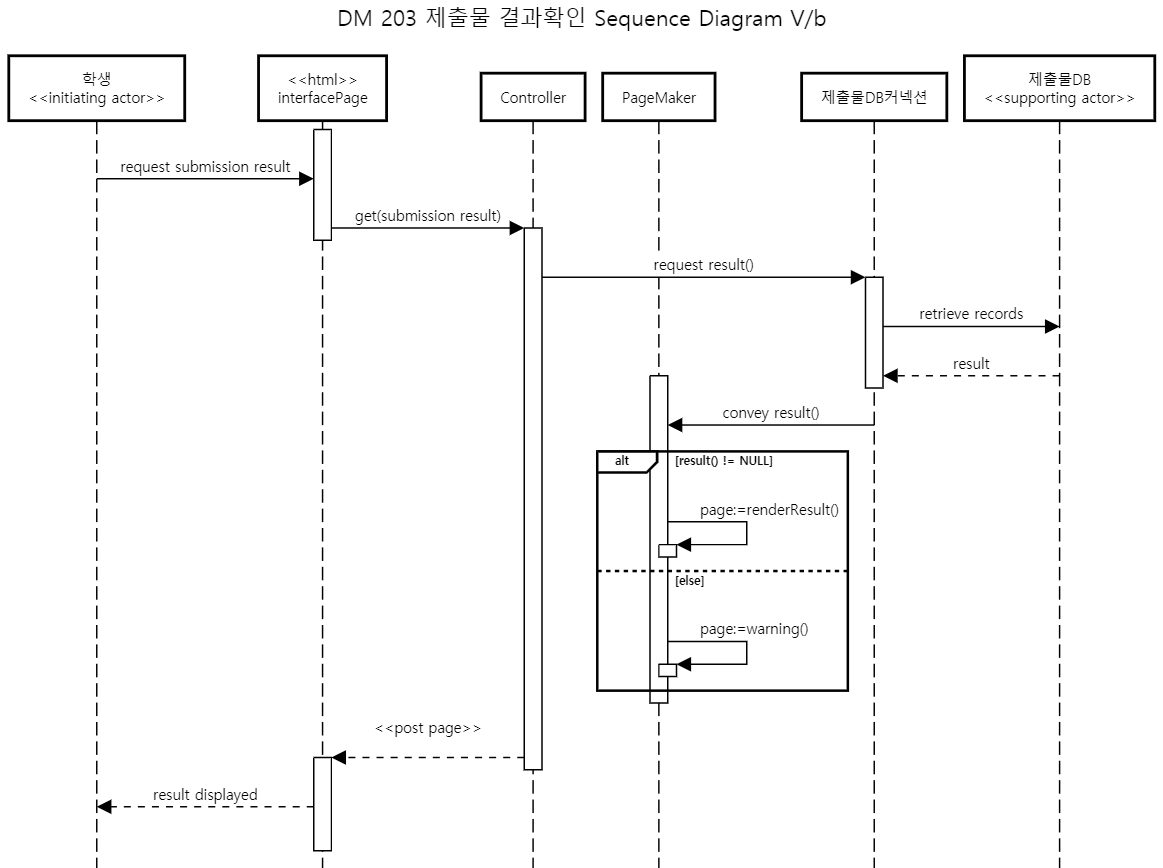 DM 203 제출물 결과확인 Sequence Diagram V/b
학생
<<initiating actor>>
<<html>>
interfacePage
Controller
PageMaker
제출물DB커넥션
제출물DB
<<supporting actor>>
request submission result
get(submission result)
request result()
retrieve records
result
convey result()
alt
[result() != NULL]
page:=renderResult()
[else]
page:=warning()
<<post page>>
result displayed